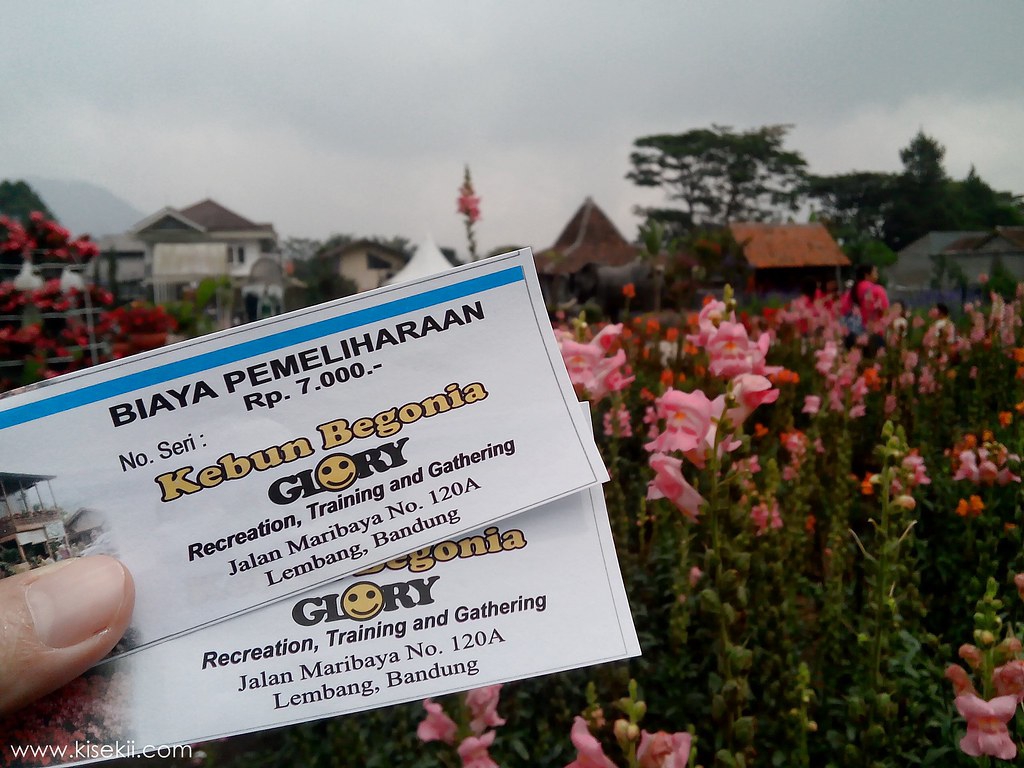 BIAYA PEMELIHARAAN
Rp. 7.000.-
No. Seri :
Kebun Begonia
GLORY
Recreation, Training and Gathering
Jalan Maribaya No. 120A
Lembang, Bandung
Begonia
GLORY
Recreation, Training and Gathering
Jalan Maribaya No. 120A
Lembang, Bandung
www.kisekii.com